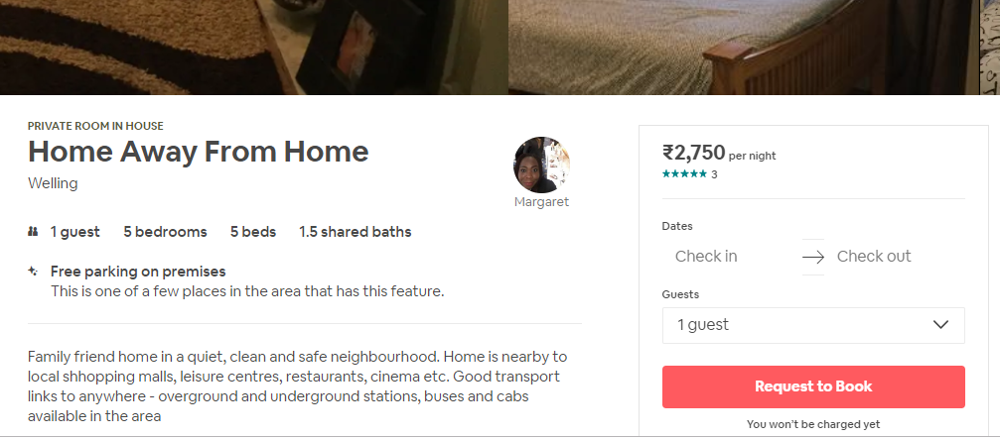 PRIVATE ROOM IN HOUSE
Home Away From Home
Welling
Margaret
1 guest 5 bedrooms 5 beds 1.5 shared baths
Free parking on premises
This is one of a few places in the area that has this feature.
Family friend home in a quiet, clean and safe neighbourhood. Home is nearby to
local shhopping malls, leisure centres, restaurants, cinema etc. Good transport
links to anywhere - overground and underground stations, buses and cabs
available in the area
₹2,750 per night
3
Dates
Check in Check out
Guests
1 guest
Request to Book
You won't be charged yet